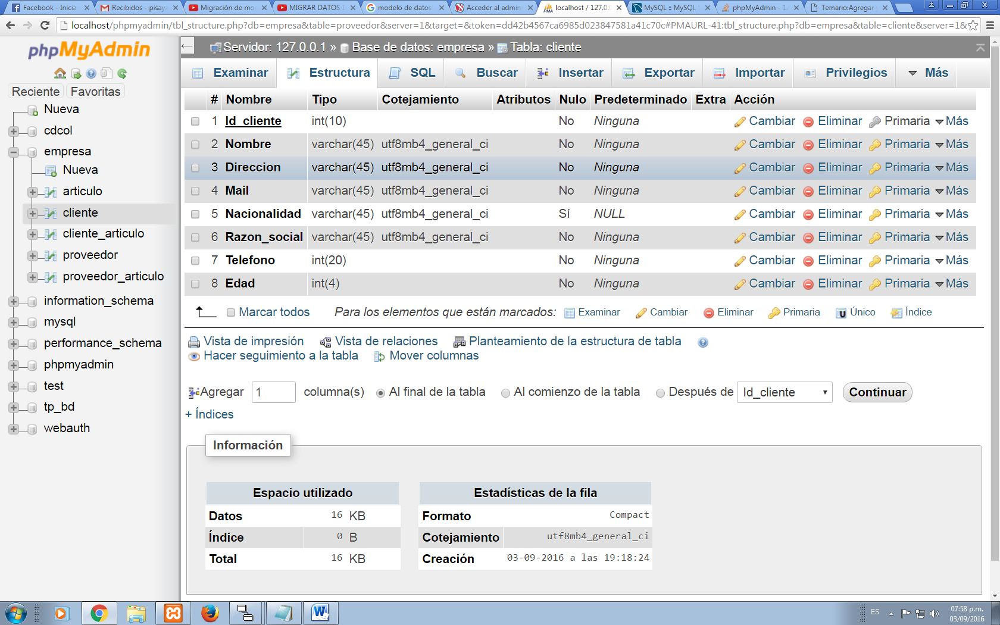 Facebook - Inicia
Recibidos - pisaya
Migración de mo
MIGRAR DATOS D
modelo de datos
Acceder al admin
localhost / 127.0.0
MySQL :: MySQL
phpMyAdmin - 1.
Temario:Agregar
localhost/phpmyadmin/tbl_structure.php?db=empresa&table=proveedor&server=1&target=&token=dd42b4567ca6985d023847581a41c70c#PMAURL-41:tbl_structure.php?db=empresa&table=cliente&server=1&
phpMyAdmin
Reciente Favoritas
Nueva
cdcol
empresa
Nueva
articulo
cliente
cliente_articulo
proveedor
proveedor_articulo
information_schema
mysql
performance_schema
phpmyadmin
test
tp_bd
webauth
Servidor: 127.0.0.1 » Base de datos: empresa » Tabla: cliente
Examinar Estructura SQL Buscar Insertar Exportar Importar Privilegios Más
# Nombre Tipo Cotejamiento Atributos Nulo Predeterminado Extra Acción
1 Id_cliente int(10) No Ninguna Cambiar Eliminar Primaria Más
2 Nombre varchar(45) utf8mb4_general_ci No Ninguna Cambiar Eliminar Primaria Más
3 Direccion varchar(45) utf8mb4_general_ci No Ninguna Cambiar Eliminar Primaria Más
4 Mail varchar(45) utf8mb4_general_ci No Ninguna Cambiar Eliminar Primaria Más
5 Nacionalidad varchar(45) utf8mb4_general_ci Sí NULL Cambiar Eliminar Primaria Más
6 Razon_social varchar(45) utf8mb4_general_ci No Ninguna Cambiar Eliminar Primaria Más
7 Telefono int(20) No Ninguna Cambiar Eliminar Primaria Más
8 Edad int(4) No Ninguna Cambiar Eliminar Primaria Más
Marcar todos Para los elementos que están marcados: Examinar Cambiar Eliminar Primaria Único Índice
Vista de impresión Vista de relaciones Planteamiento de la estructura de tabla
Hacer seguimiento a la tabla Mover columnas
Agregar 1 columna(s) Al final de la tabla Al comienzo de la tabla Después de Id_cliente Continuar
+ Índices
Información
Espacio utilizado
Datos 16 KB
Índice 0 B
Total 16 KB
Estadísticas de la fila
Formato Compact
Cotejamiento utf8mb4_general_ci
Creación 03-09-2016 a las 19:18:24
ES
07:58 p.m.
03/09/2016